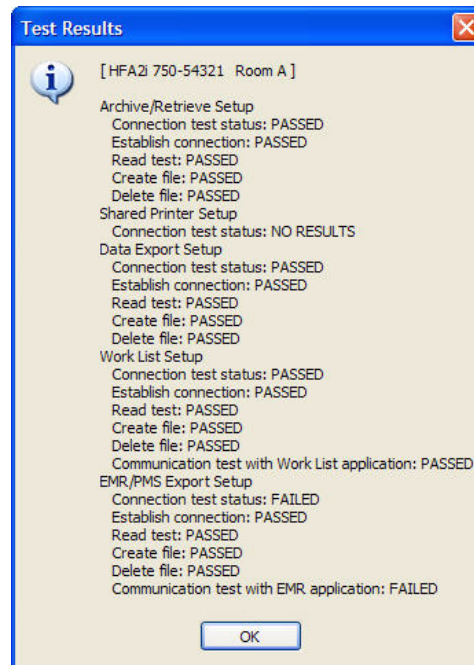 Test Results
[ HFA2i 750-54321 Room A ]
Archive/Retrieve Setup
Connection test status: PASSED
Establish connection: PASSED
Read test: PASSED
Create file: PASSED
Delete file: PASSED
Shared Printer Setup
Connection test status: NO RESULTS
Data Export Setup
Connection test status: PASSED
Establish connection: PASSED
Read test: PASSED
Create file: PASSED
Delete file: PASSED
Work List Setup
Connection test status: PASSED
Establish connection: PASSED
Read test: PASSED
Create file: PASSED
Delete file: PASSED
Communication test with Work List application: PASSED
EMR/PMS Export Setup
Connection test status: FAILED
Establish connection: PASSED
Read test: PASSED
Create file: PASSED
Delete file: PASSED
Communication test with EMR application: FAILED
OK